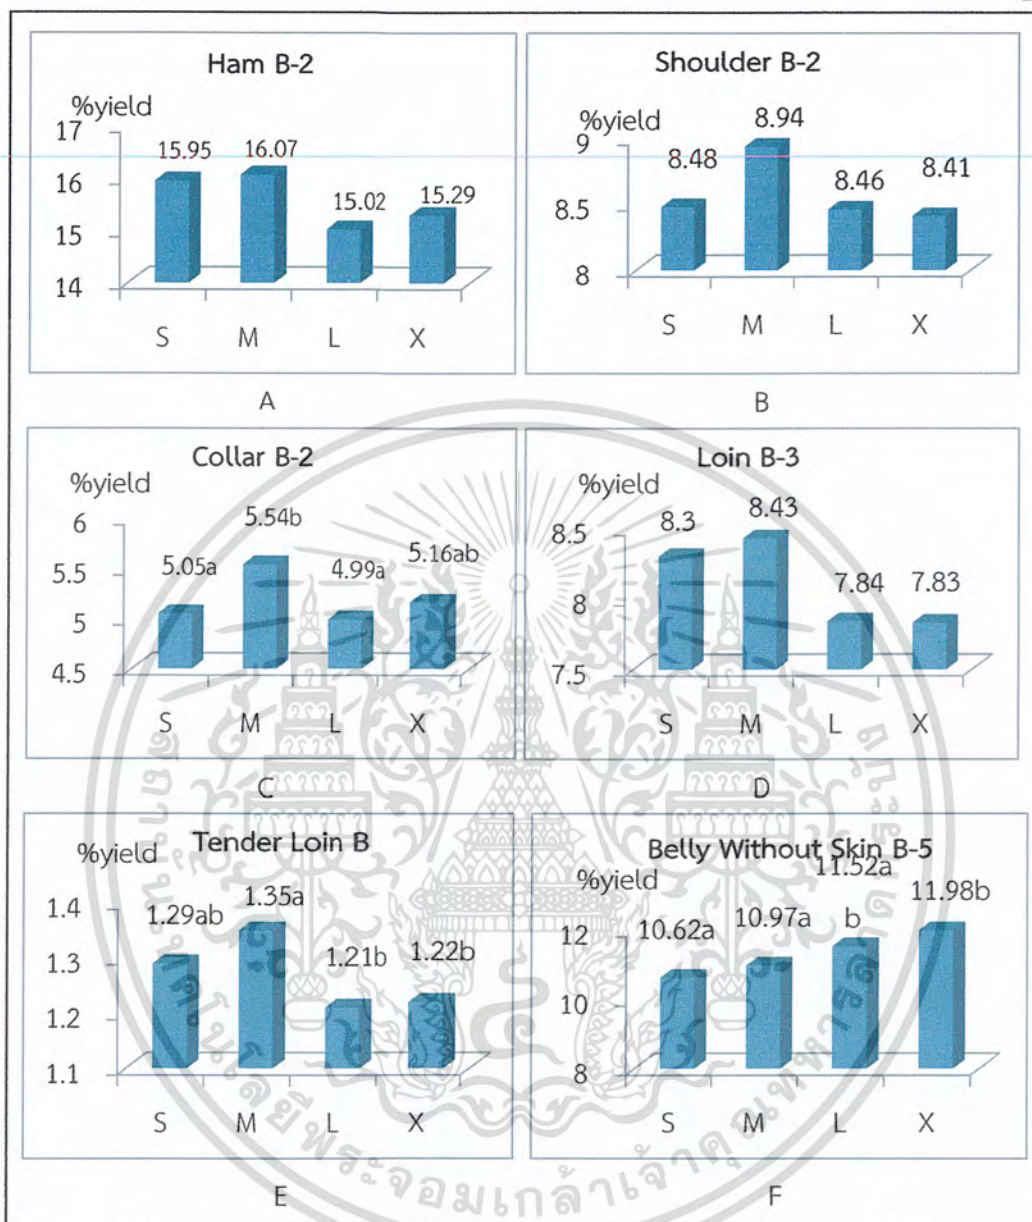 Ham B-2
%yield
17
16
15
14
15.95
16.07
15.02
15.29
S M L X
A
Shoulder B-2
%yield
9
8.5
8
8.48
8.94
8.46
8.41
S M L X
B
Collar B-2
%yield
6
5.5
5
4.5
5.05a
5.54b
4.99a
5.16ab
S M L X
C
Loin B-3
%yield
8.5
8
7.5
8.3
8.43
7.84
7.83
S M L X
D
Tender Loin B
%yield
1.4
1.3
1.2
1.1
1.29ab
1.35a
1.21b
1.22b
S M L X
E
Belly Without Skin B-5
%yield
12
10
8
10.62a
10.97a
11.52a
b
11.98b
S M L X
F